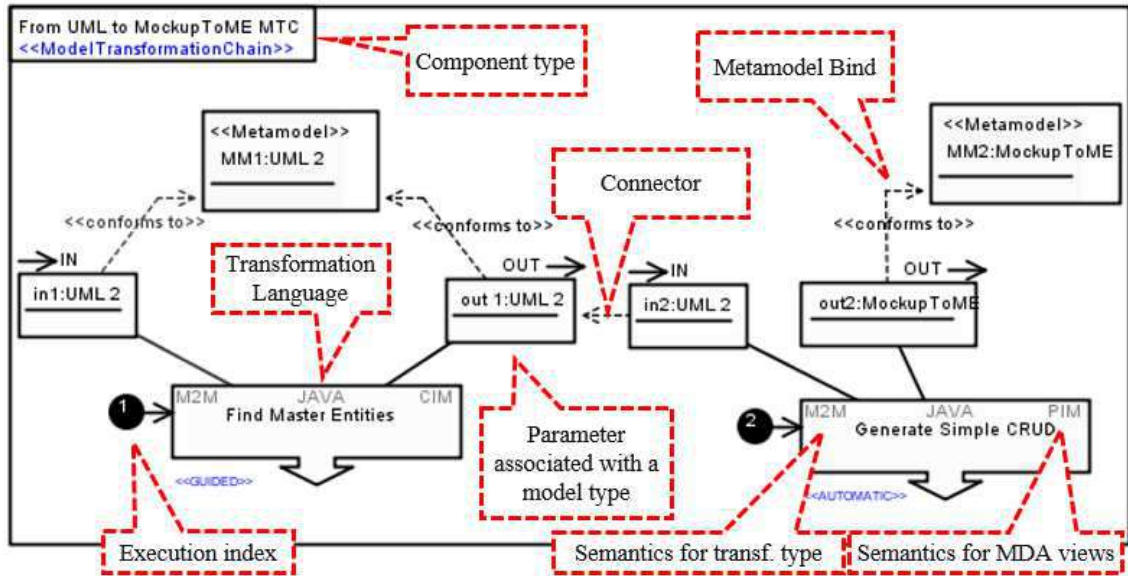 From UML to MockupToME MTC
<<ModelTransformationChain>>
Component type
Metamodel Bind
<<Metamodel>>
MM1:UML 2
<<Metamodel>>
MM2:MockupToME
Connector
<<conforms to>>
<<conforms to>>
<<conforms to>>
IN
Transformation
Language
OUT
IN
OUT
in1:UML 2
out 1:UML 2
in2:UML 2
out2:MockupToME
1
M2M JAVA CIM
Find Master Entities
Parameter
associated with a
model type
2
M2M JAVA PIM
Generate Simple CRUD
<<GUIDED>>
<<AUTOMATIC>>
Execution index
Semantics for transf. type
Semantics for MDA views